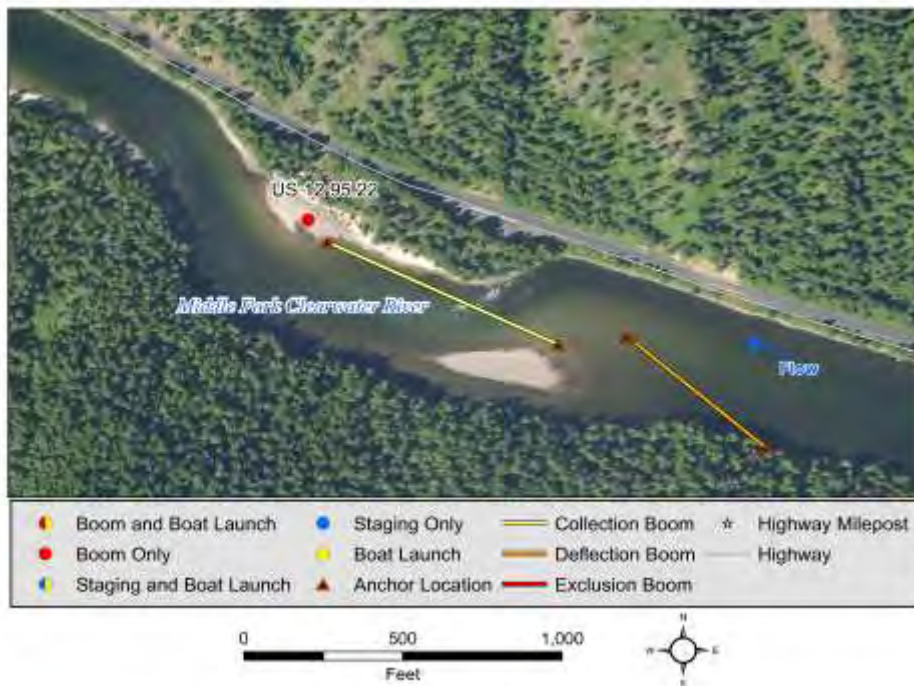 US-12-95.22
Middle Fork Clearwater River
Flow
Boom and Boat Launch
Boom Only
Staging and Boat Launch
Staging Only
Boat Launch
Anchor Location
Collection Boom
Deflection Boom
Exclusion Boom
Highway Milepost
Highway
0 500 1,000
Feet
N
W E
S